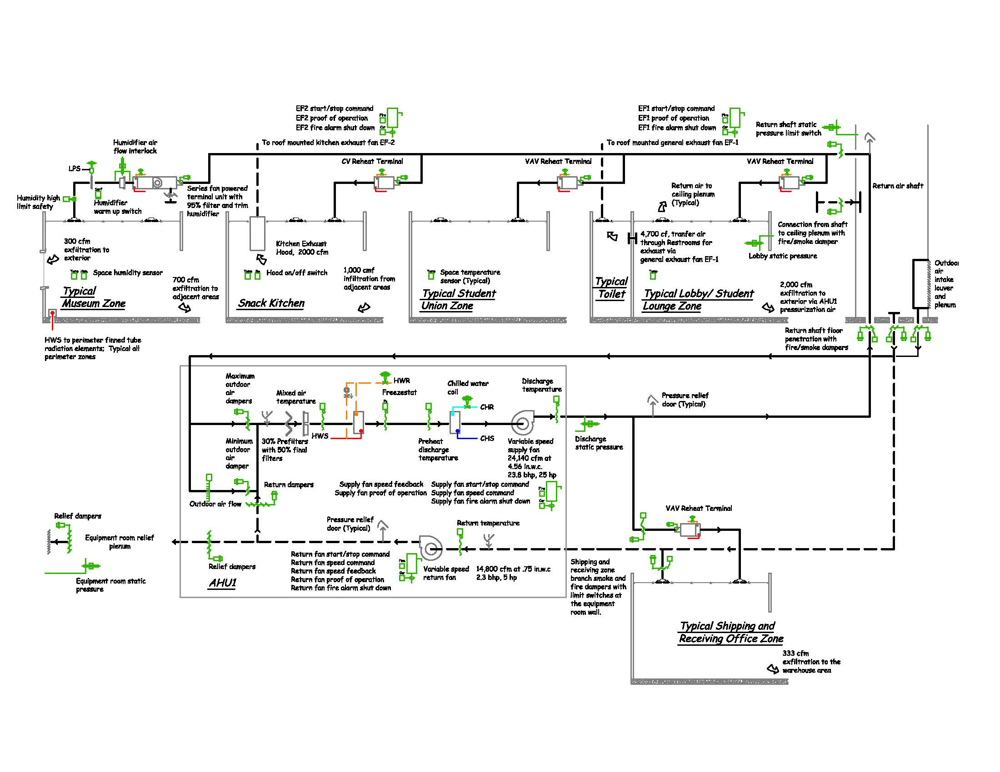 EF2 start/stop command
EF2 proof of operation
EF2 fire alarm shut down
Fire
Cur
EF1 start/stop command
EF1 proof of operation
EF1 fire alarm shut down
Fire
Cur
Return shaft static
pressure limit switch
To roof mounted kitchen exhaust fan EF-2
To roof mounted general exhaust fan EF-1
Humidifier air
flow interlock
LPS
CV Reheat Terminal
VAV Reheat Terminal
VAV Reheat Terminal
Return air shaft
Humidity high
limit safety
Humidifier
warm up switch
Series fan powered
terminal unit with
95% filter and trim
humidifier
Return air to
ceiling plenum
(Typical)
Connection from shaft
to ceiling plenum with
fire/smoke damper
300 cfm
exfiltration to
exterior
Kitchen Exhaust
Hood, 2000 cfm
4,700 cf, tranfer air
through Restrooms for
exhaust via
general exhaust fan EF-1
Lobby static pressure
Outdoor
air
intake
louver
and
plenum
Temp
Hum
Space humidity sensor
700 cfm
exfiltration to
adjacent areas
Temp
Hood on/off switch
1,000 cmf
infiltration from
adjacent areas
Temp
Space temperature
sensor (Typical)
Temp
2,000 cfm
exfiltration to
exterior via AHU1
pressurization air
Typical
Museum Zone
Snack Kitchen
Typical Student
Union Zone
Typical
Toilet
Typical Lobby/ Student
Lounge Zone
HWS to perimeter finned tube
radiation elements; Typical all
perimeter zones
Return shaft floor
penetration with
fire/smoke dampers
Maximum
outdoor
air
dampers
Mixed air
temperature
HWR
Freezestat
Chilled water
coil
CHR
Discharge
temperature
Pressure relief
door (Typical)
HWS
CHS
Minimum
outdoor
air
damper
30% Prefilters
with 50% final
filters
Preheat
discharge
temperature
Variable speed
supply fan
24,140 cfm at
4.56 in.w.c.
23.8 bhp, 25 hp
Discharge
static pressure
Return dampers
Supply fan speed feedback
Supply fan proof of operation
Supply fan start/stop command
Supply fan speed command
Supply fan fire alarm shut down
Fire
Cur
Outdoor air flow
VAV Reheat Terminal
Relief dampers
Equipment room relief
plenum
Pressure relief
door (Typical)
Return temperature
Relief dampers
Return fan start/stop command
Return fan speed command
Return fan speed feedback
Return fan proof of operation
Return fan fire alarm shut down
Fire
Cur
Variable speed
return fan
14,800 cfm at .75 in.w.c
2.3 bhp, 5 hp
Equipment room static
pressure
AHU1
Shipping and
receiving zone
branch smoke and
fire dampers with
limit switches at
the equipment
room wall.
Typical Shipping and
Receiving Office Zone
333 cfm
exfiltration to the
warehouse area